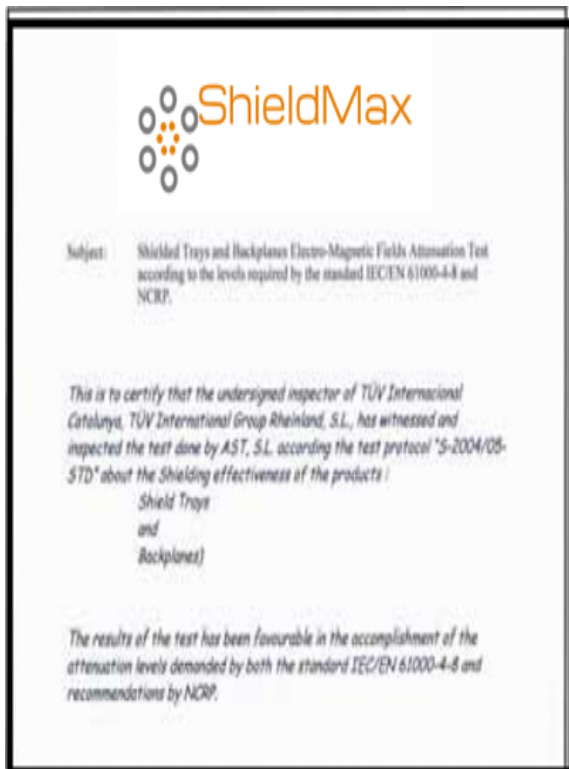 ShieldMax
Subject: Shielded Trays and Backplanes Electro-Magnetic Fields Attenuation Test
according to the levels required by the standard IEC/EN 61000-4-8 and
NCRP.
This is to certify that the undersigned inspector of TÜV Internacional
Catalunya, TÜV International Group Rheinland, S.L., has witnessed and
inspected the test done by AST, S.L. according the test protocol "S-2004/05-
STD" about the Shielding effectiveness of the products :
Shield Trays
and
Backplanes)
The results of the test has been favourable in the accomplishment of the
attenuation levels demanded by both the standard IEC/EN 61000-4-8 and
recommendations by NCRP.